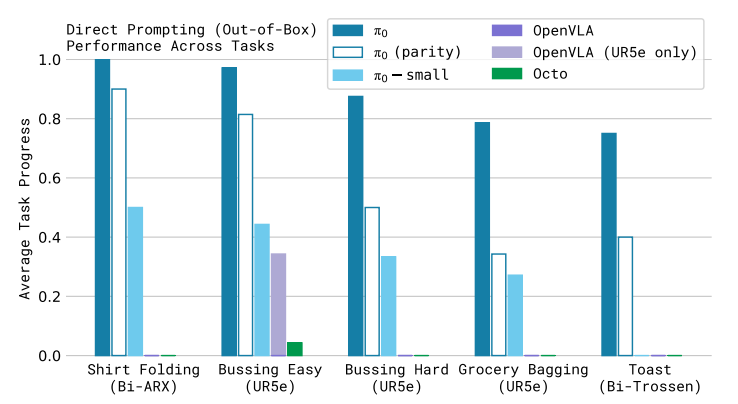 Direct Prompting (Out-of-Box)
Performance Across Tasks
π₀
π₀ (parity)
π₀ – small
OpenVLA
OpenVLA (UR5e only)
Octo
Average Task Progress
1.0
0.8
0.6
0.4
0.2
0.0
Shirt Folding
(Bi-ARX)
Bussing Easy
(UR5e)
Bussing Hard
(UR5e)
Grocery Bagging
(UR5e)
Toast
(Bi-Trossen)